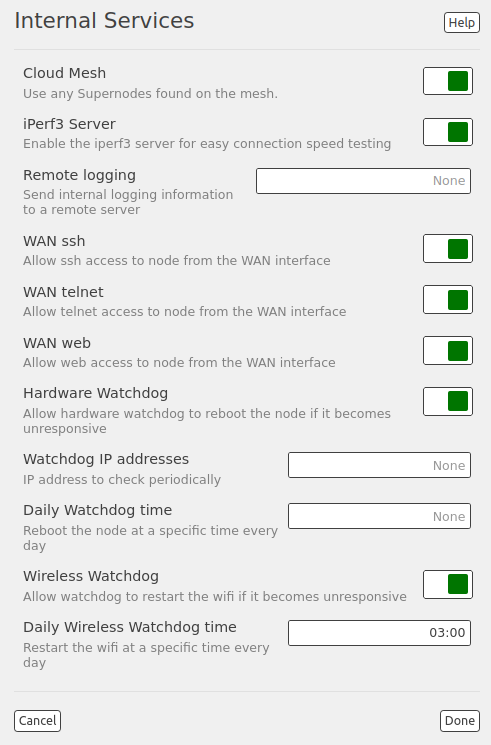 Internal Services
Help
Cloud Mesh
Use any Supernodes found on the mesh.
iPerf3 Server
Enable the iperf3 server for easy connection speed testing
Remote logging
None
Send internal logging information
to a remote server
WAN ssh
Allow ssh access to node from the WAN interface
WAN telnet
Allow telnet access to node from the WAN interface
WAN web
Allow web access to node from the WAN interface
Hardware Watchdog
Allow hardware watchdog to reboot the node if it becomes
unresponsive
Watchdog IP addresses
None
IP address to check periodically
Daily Watchdog time
None
Reboot the node at a specific time every
day
Wireless Watchdog
Allow watchdog to restart the wifi if it becomes unresponsive
Daily Wireless Watchdog time
03:00
Restart the wifi at a specific time every
day
Cancel
Done